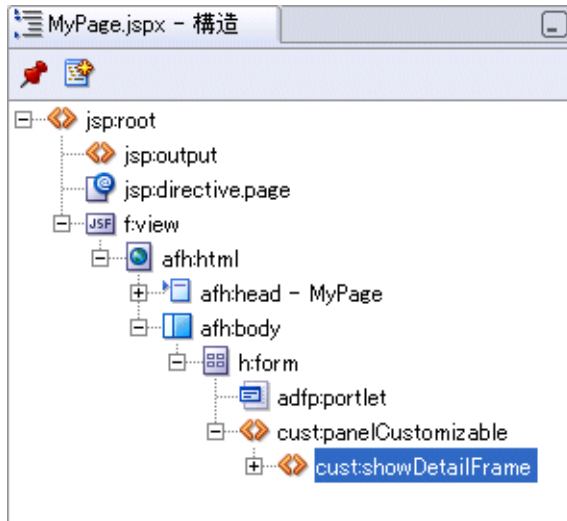 MyPage.jspx - 構造
jsp:root
jsp:output
jsp:directive.page
JSF f:view
afh:html
afh:head - MyPage
afh:body
h:form
adfp:portlet
cust:panelCustomizable
cust:showDetailFrame